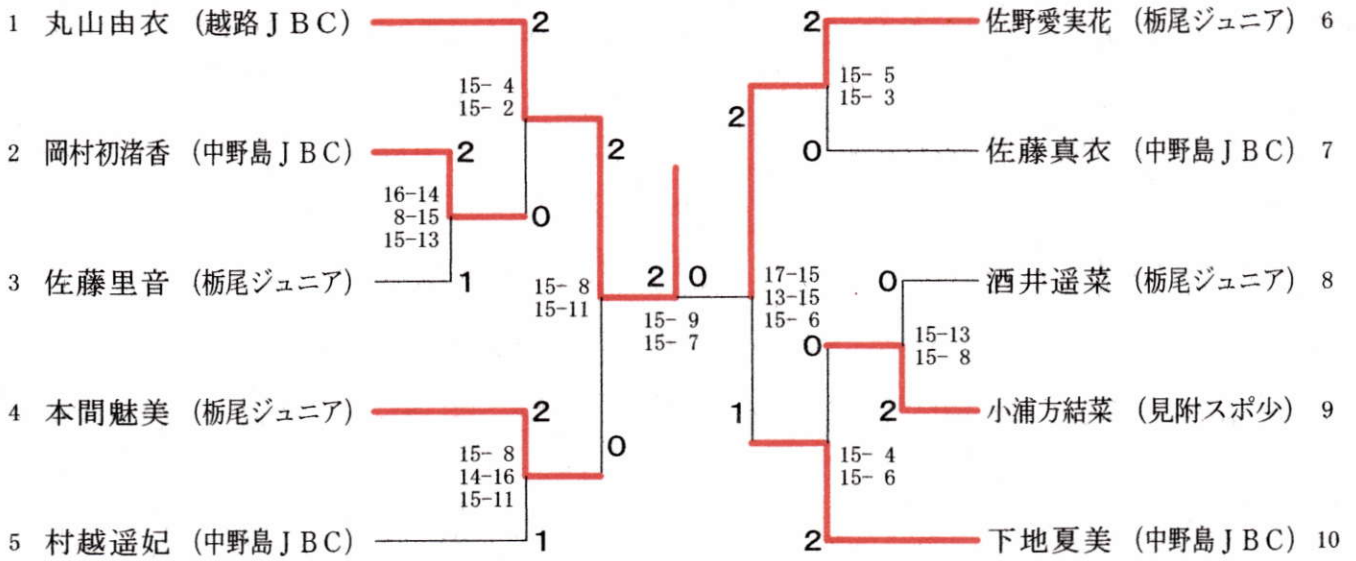 1 丸山由衣 (越路ＪＢＣ) 2
15- 4
15- 2
2 岡村初渚香 (中野島ＪＢＣ) 2
16-14
8-15
15-13
0
3 佐藤里音 (栃尾ジュニア) 1
2
15- 8
15-11
4 本間魅美 (栃尾ジュニア) 2
15- 8
14-16
15-11
0
5 村越遥妃 (中野島ＪＢＣ) 1
2 0
15- 9
15- 7
2 佐野愛実花 (栃尾ジュニア) 6
15- 5
15- 3
2
0 佐藤真衣 (中野島ＪＢＣ) 7
17-15
13-15
15- 6
0 酒井遥菜 (栃尾ジュニア) 8
15-13
15- 8
0
2 小浦方結菜 (見附スポ少) 9
1
15- 4
15- 6
2 下地夏美 (中野島ＪＢＣ) 10